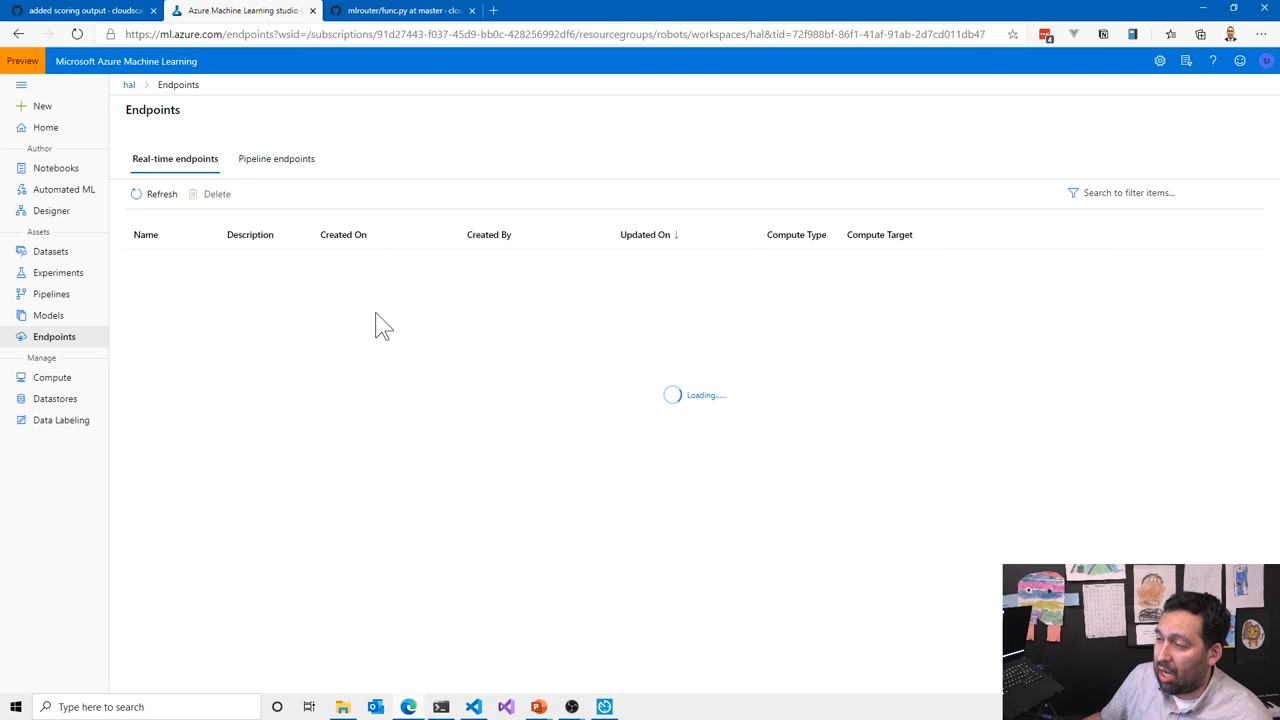 added scoring output - cloudsca
Azure Machine Learning studio (
mlrouter/func.py at master · clou
https://ml.azure.com/endpoints?wsid=/subscriptions/91d27443-f037-45d9-bb0c-428256992df6/resourcegroups/robots/workspaces/hal&tid=72f988bf-86f1-41af-91ab-2d7cd011db47
4
Preview
Microsoft Azure Machine Learning
SJ
hal > Endpoints
New
Home
Author
Notebooks
Automated ML
Designer
Assets
Datasets
Experiments
Pipelines
Models
Endpoints
Manage
Compute
Datastores
Data Labeling
Endpoints
Real-time endpoints
Pipeline endpoints
Refresh
Delete
Search to filter items...
Name
Description
Created On
Created By
Updated On ↓
Compute Type
Compute Target
Loading......
Type here to search